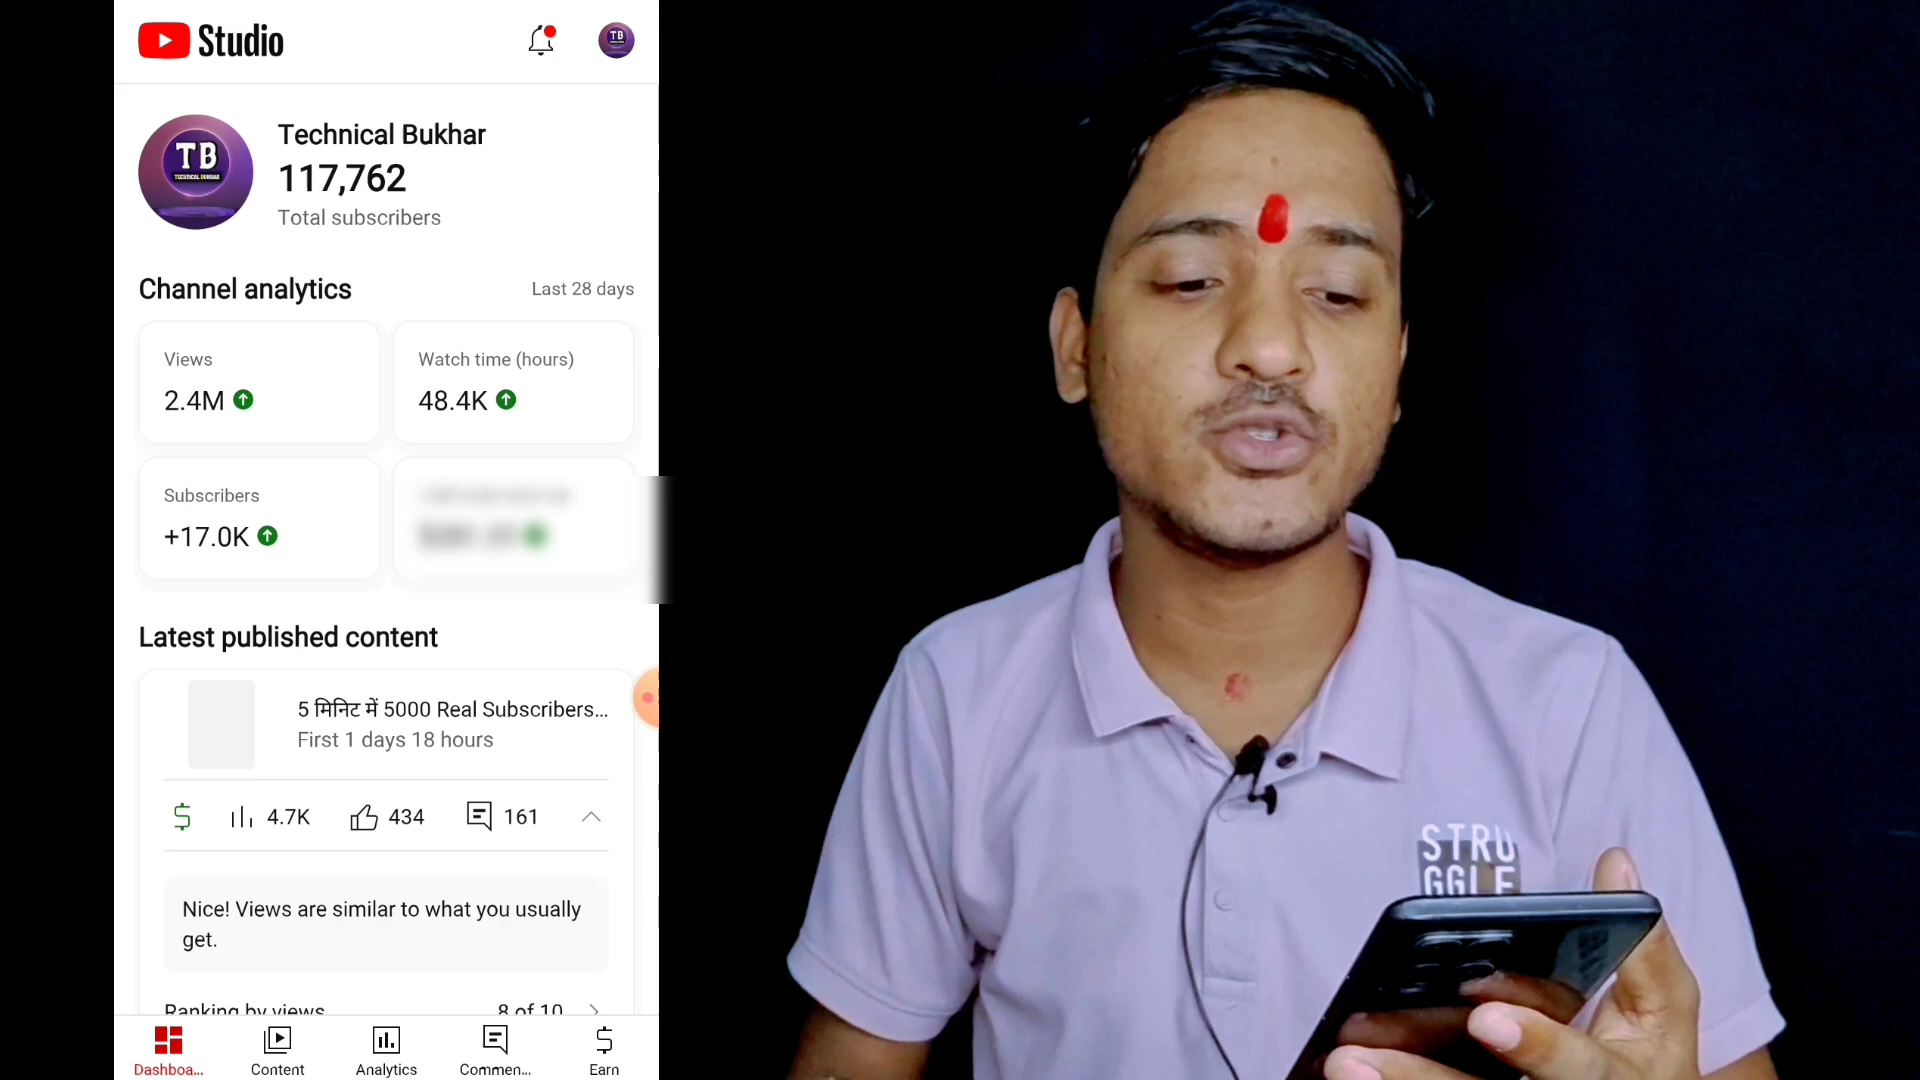 Studio
TB
TB
TECHNICAL BUKHAR
Technical Bukhar
117,762
Total subscribers
Channel analytics
Last 28 days
Views
2.4M
Watch time (hours)
48.4K
Subscribers
+17.0K
Latest published content
5 मिनिट में 5000 Real Subscribers...
First 1 days 18 hours
4.7K
434
161
Nice! Views are similar to what you usually
get.
Ranking by views
8 of 10
Dashboa...
Content
Analytics
Commen...
Earn
STRU
GGLE